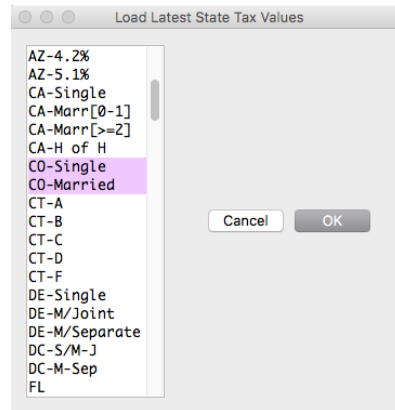 Load Latest State Tax Values
AZ-4.2%
AZ-5.1%
CA-Single
CA-Marr[0-1]
CA-Marr[>=2]
CA-H of H
CO-Single
CO-Married
CT-A
CT-B
CT-C
CT-D
CT-F
DE-Single
DE-M/Joint
DE-M/Separate
DC-S/M-J
DC-M-Sep
FL
Cancel
OK